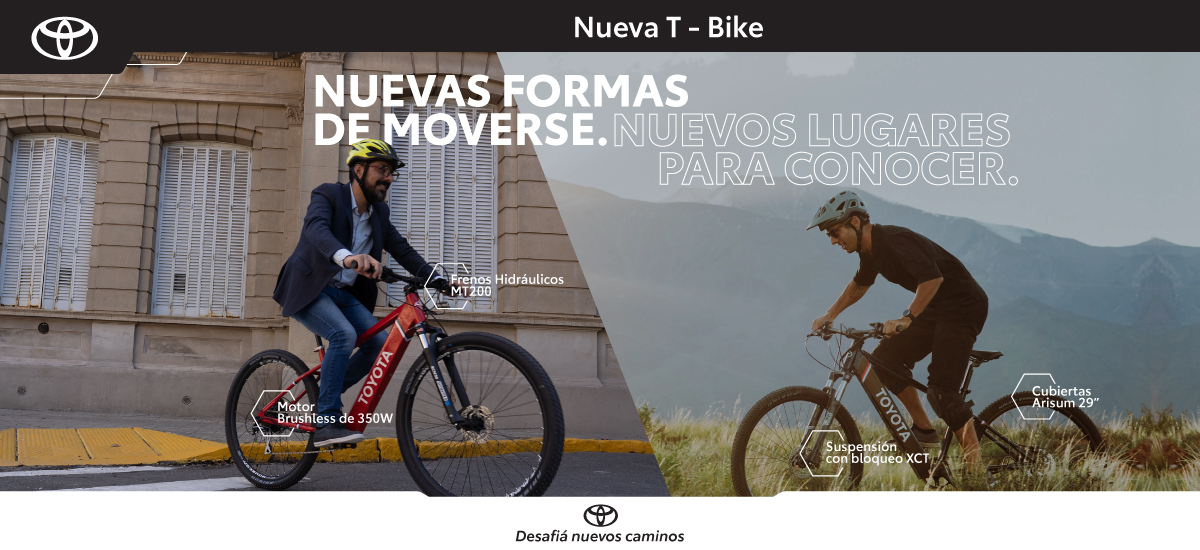 Nueva T - Bike
NUEVAS FORMAS
DE MOVERSE. NUEVOS LUGARES
PARA CONOCER.
Frenos Hidráulicos
MT200
TOYOTA
Motor
Brushless de 350W
Cubiertas
Arisum 29”
TOYOTA
Suspensión
con bloqueo XCT
Desafiá nuevos caminos